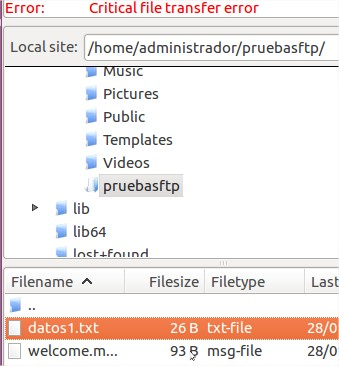 Error: Critical file transfer error
Local site: /home/administrador/pruebasftp/
Music
Pictures
Public
Templates
Videos
pruebasftp
lib
lib64
lost+found
Filename Filesize Filetype Last
..
datos1.txt 26 B txt-file 28/0
welcome.m... 93 B msg-file 28/0